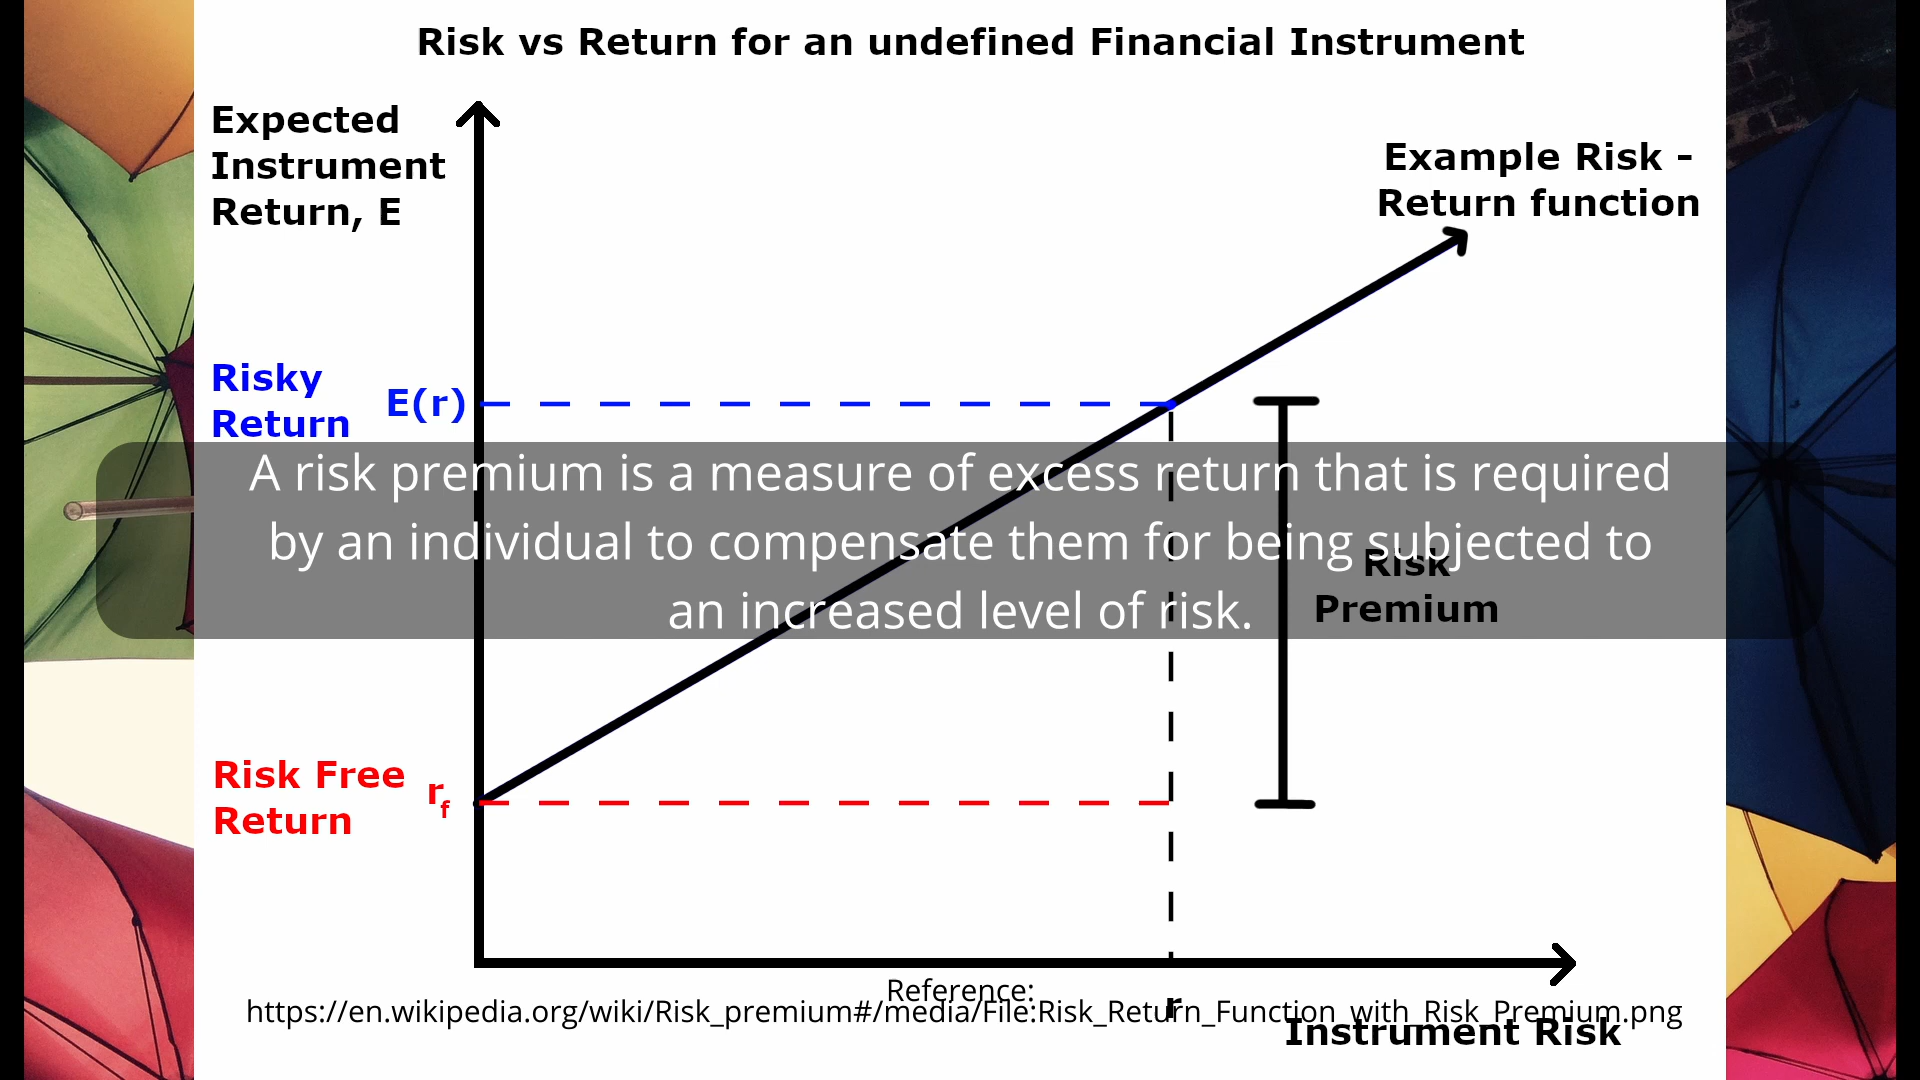 Risk vs Return for an undefined Financial Instrument
Expected
Instrument
Return, E
Example Risk -
Return function
Risky
Return
E(r)
A risk premium is a measure of excess return that is required
by an individual to compensate them for being subjected to
an increased level of risk.
Risk
Premium
Risk Free
Return
rf
Reference:
https://en.wikipedia.org/wiki/Risk_premium#/media/File:Risk_Return_Function_with_Risk_Premium.png
r
Instrument Risk